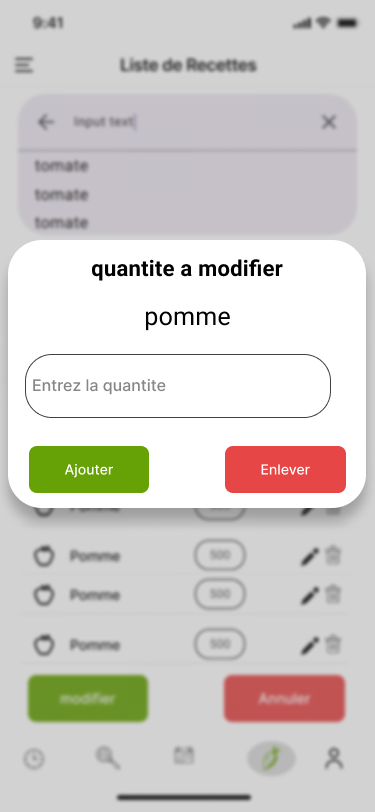 9:41
Liste de Recettes
Input text
tomate
tomate
tomate
quantite a modifier
pomme
Entrez la quantite
Ajouter
Enlever
Pomme
Pomme 500
Pomme 500
Pomme 500
modifier
Annuler